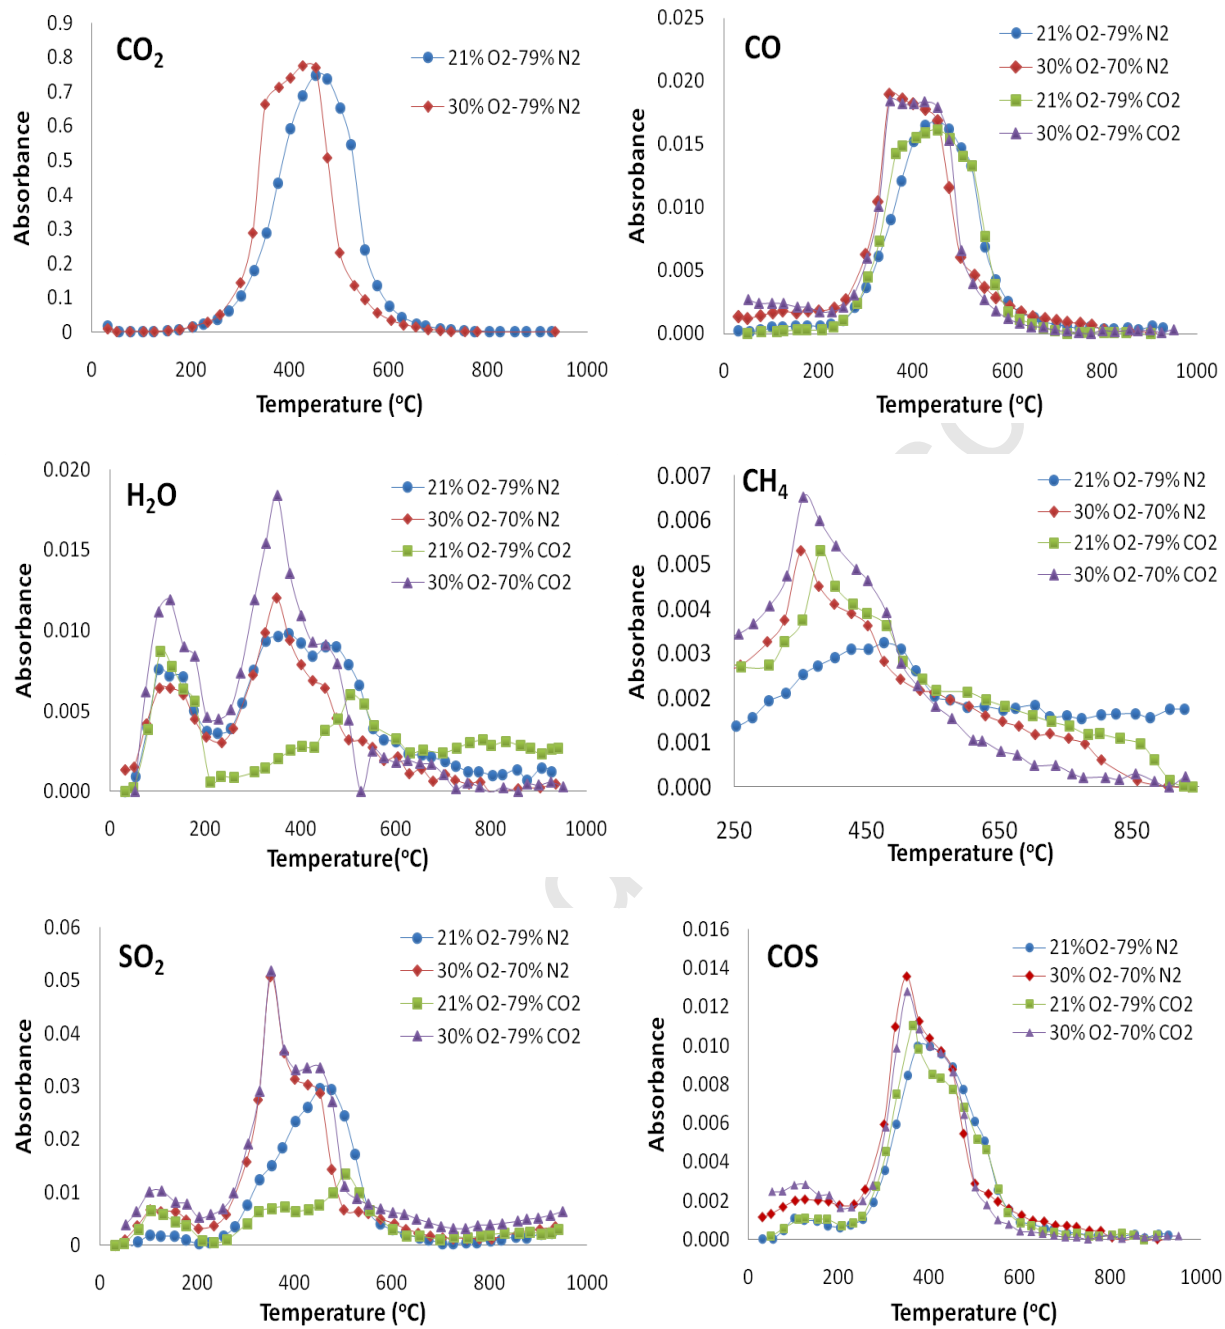 CO2
21% O2-79% N2
30% O2-79% N2
0.9
0.8
0.7
0.6
0.5
0.4
0.3
0.2
0.1
0
Absorbance
0 200 400 600 800 1000
Temperature (oC)
CO
21% O2-79% N2
30% O2-70% N2
21% O2-79% CO2
30% O2-79% CO2
0.025
0.020
0.015
0.010
0.005
0.000
Absrobance
0 200 400 600 800 1000
Temperature (oC)
H2O
21% O2-79% N2
30% O2-70% N2
21% O2-79% CO2
30% O2-70% CO2
0.020
0.015
0.010
0.005
0.000
Absorbance
0 200 400 600 800 1000
Temperature(oC)
CH4
21% O2-79% N2
30% O2-70% N2
21% O2-79% CO2
30% O2-70% CO2
0.007
0.006
0.005
0.004
0.003
0.002
0.001
0.000
Absorbance
250 450 650 850
Temperature (oC)
SO2
21% O2-79% N2
30% O2-70% N2
21% O2-79% CO2
30% O2-79% CO2
0.06
0.05
0.04
0.03
0.02
0.01
0
Absorbance
0 200 400 600 800 1000
Temperature (oC)
COS
21%O2-79% N2
30% O2-70% N2
21% O2-79% CO2
30% O2-70% CO2
0.016
0.014
0.012
0.010
0.008
0.006
0.004
0.002
0.000
Absorbance
0 200 400 600 800 1000
Temperature (oC)